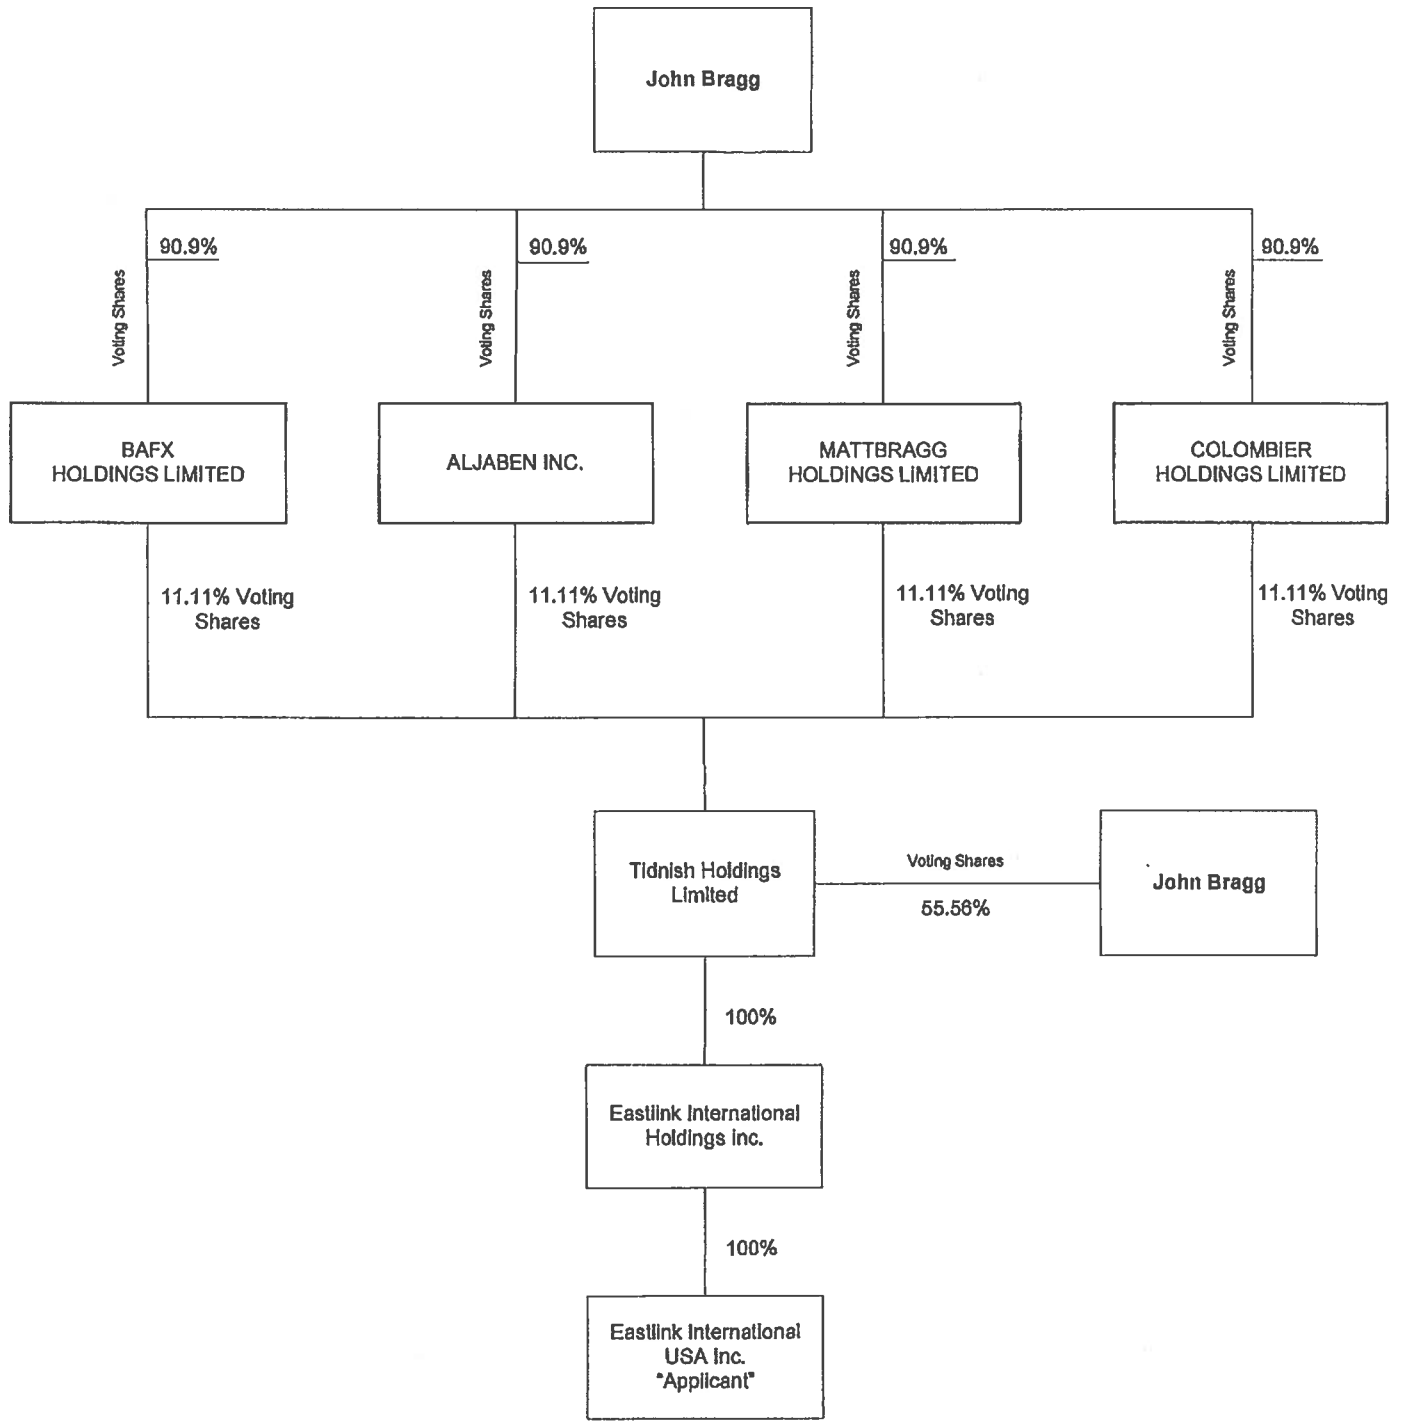 John Bragg
90.9%
90.9%
90.9%
90.9%
Voting Shares
Voting Shares
Voting Shares
Voting Shares
BAFX
HOLDINGS LIMITED
ALJABEN INC.
MATTBRAGG
HOLDINGS LIMITED
COLOMBIER
HOLDINGS LIMITED
11.11% Voting
Shares
11.11% Voting
Shares
11.11% Voting
Shares
11.11% Voting
Shares
Tidnish Holdings
Limited
Voting Shares
55.56%
John Bragg
100%
Eastlink International
Holdings Inc.
100%
Eastlink International
USA Inc.
"Applicant"